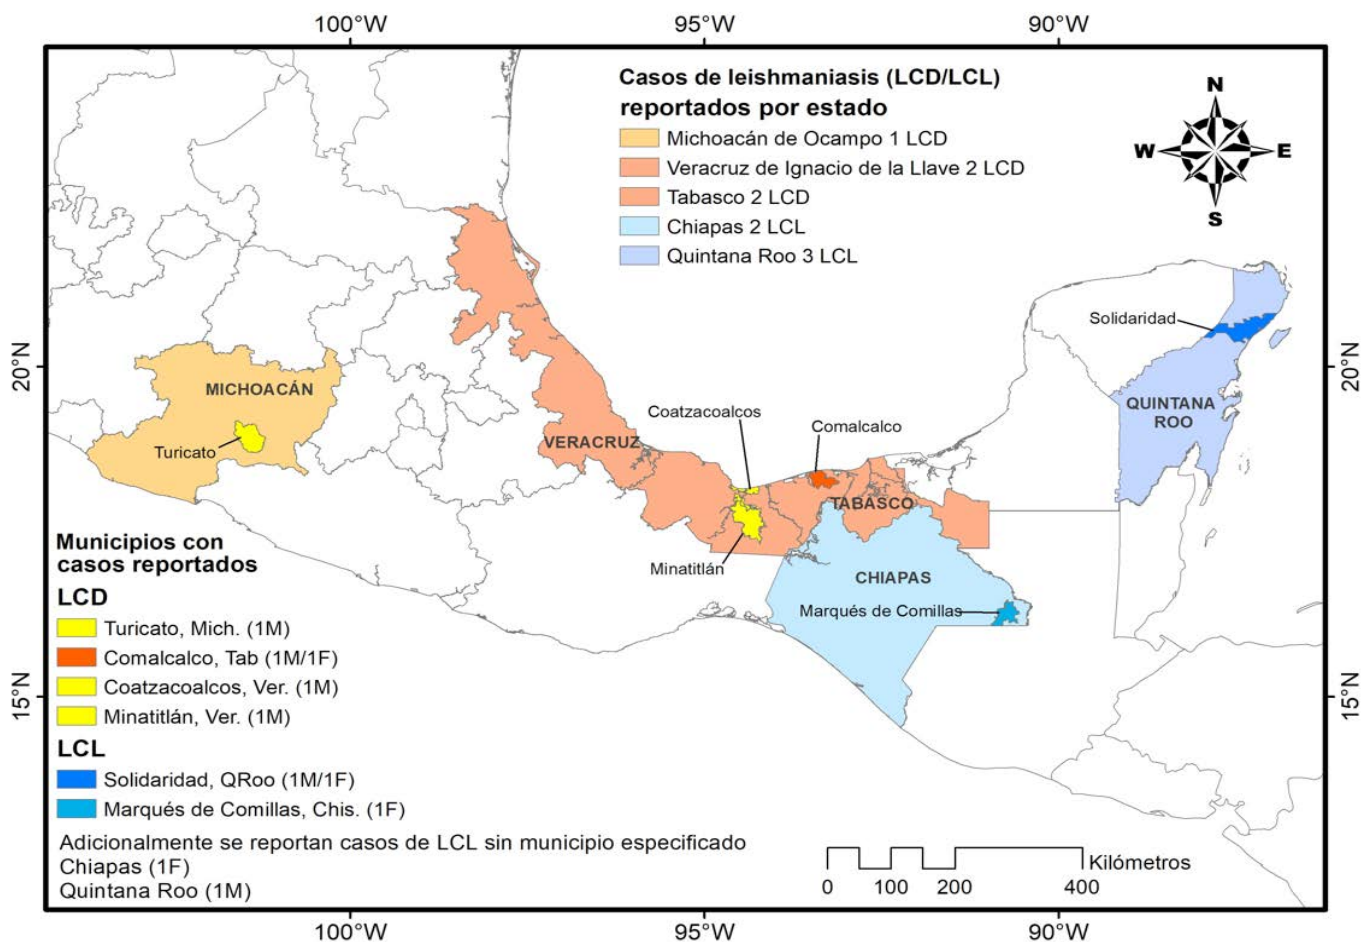 100°W
95°W
90°W
Casos de leishmaniasis (LCD/LCL)
reportados por estado
Michoacán de Ocampo 1 LCD
Veracruz de Ignacio de la Llave 2 LCD
Tabasco 2 LCD
Chiapas 2 LCL
Quintana Roo 3 LCL
N
W
E
S
20°N
20°N
Solidaridad
MICHOACÁN
QUINTANA
ROO
Coatzacoalcos
Comalcalco
VERACRUZ
Turicato
TABASCO
Minatitlán
CHIAPAS
Marqués de Comillas
Municipios con
casos reportados
LCD
Turicato, Mich. (1M)
Comalcalco, Tab (1M/1F)
Coatzacoalcos, Ver. (1M)
Minatitlán, Ver. (1M)
15°N
15°N
LCL
Solidaridad, QRoo (1M/1F)
Marqués de Comillas, Chis. (1F)
Adicionalmente se reportan casos de LCL sin municipio especificado
Chiapas (1F)
Quintana Roo (1M)
Kilómetros
0 100 200 400
100°W
95°W
90°W